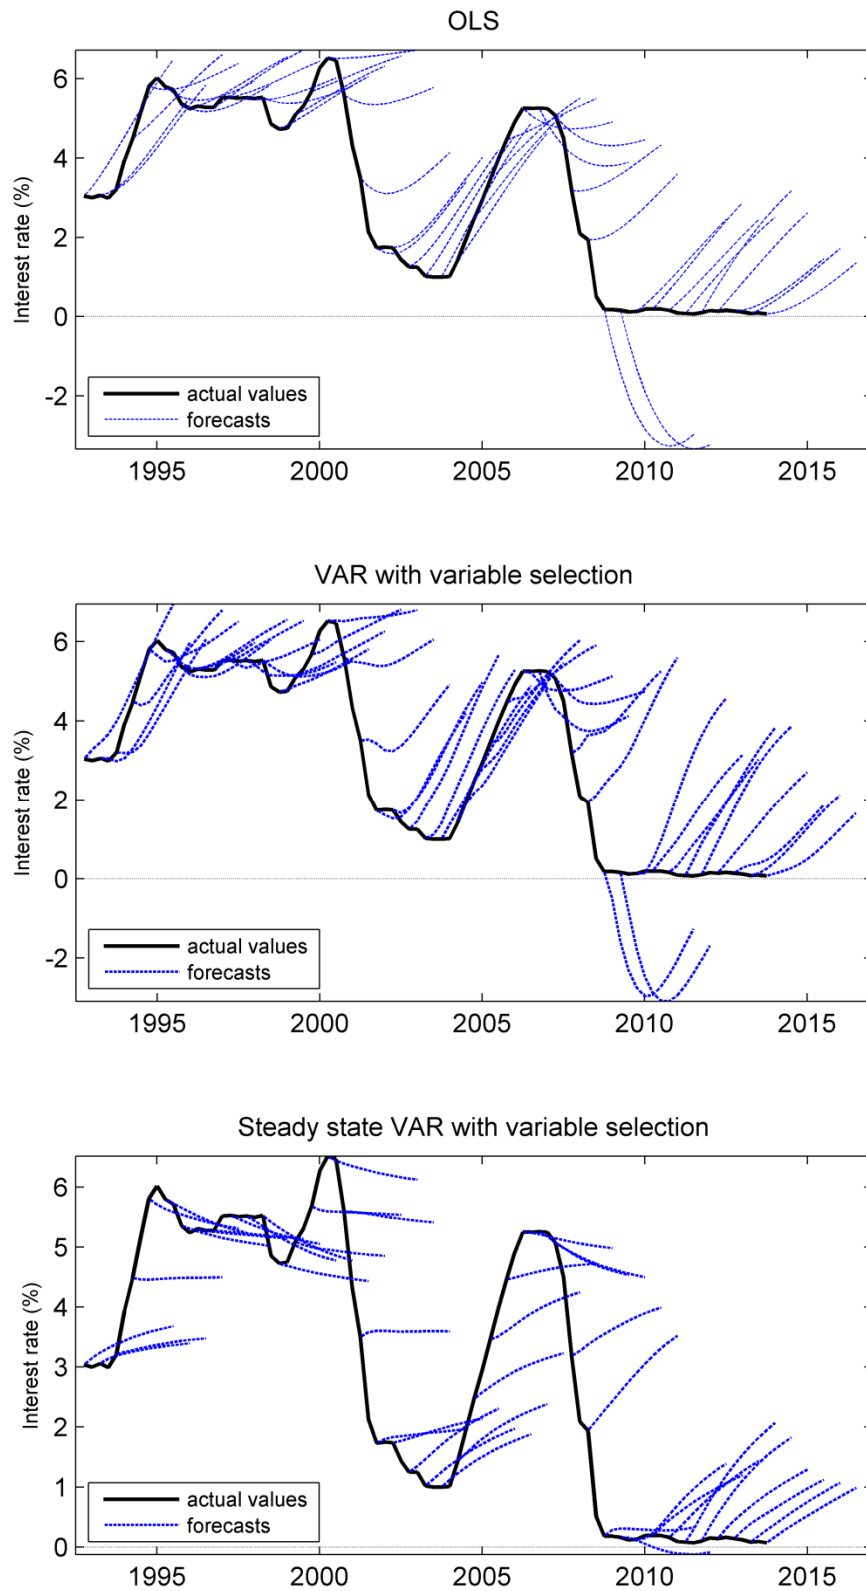 OLS
Interest rate (%)
6
4
2
0
-2
actual values
forecasts
1995 2000 2005 2010 2015
VAR with variable selection
Interest rate (%)
6
4
2
0
-2
actual values
forecasts
1995 2000 2005 2010 2015
Steady state VAR with variable selection
Interest rate (%)
6
5
4
3
2
1
0
actual values
forecasts
1995 2000 2005 2010 2015